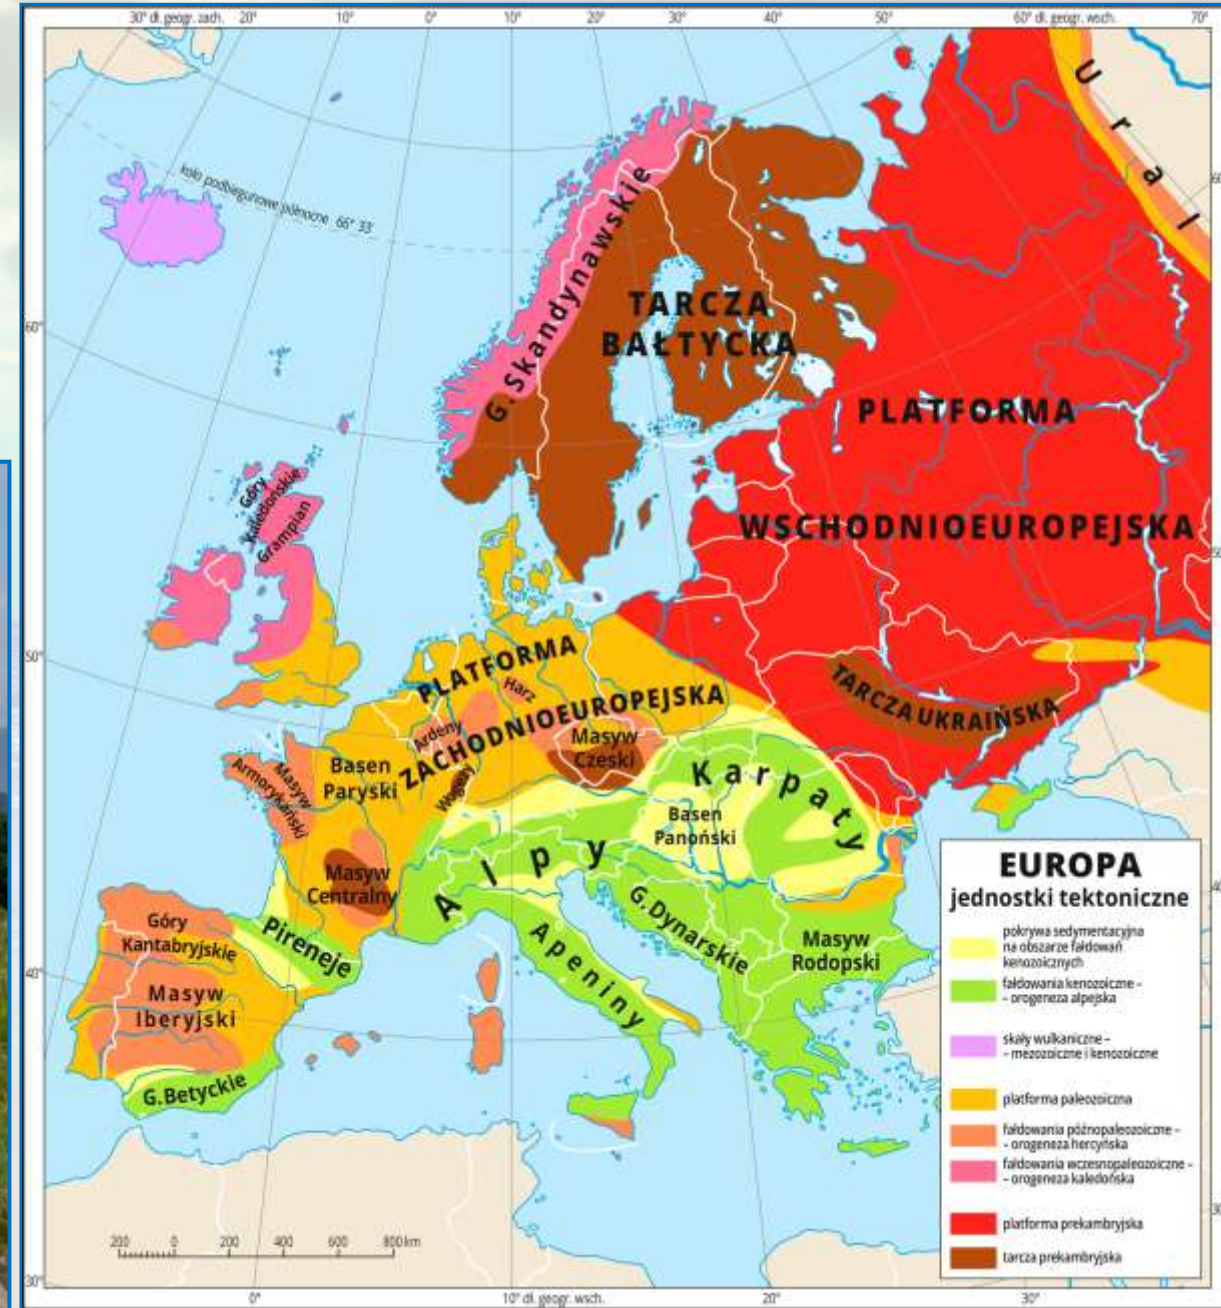 30° dł. geogr. zach.
20°
10°
0°
10°
20°
30°
40°
50°
60° dł. geogr. wsch.
70°
Ural
koło podbiegunowe północne 66° 33'
G. Skandynawskie
TARCZA
BAŁTYCKA
60°
PLATFORMA
WSCHODNIOEUROPEJSKA
Góry
Kaledońskie
Grampian
50°
PLATFORMA
ZACHODNIOEUROPEJSKA
Harz
Ardeny
TARCZA UKRAIŃSKA
Masyw
Czeski
Masyw
Armorykański
Basen
Paryski
Wogezy
Karpaty
Basen
Panoński
Alpy
Masyw
Centralny
Góry
Kantabryjskie
Pireneje
Apeniny
G. Dynarskie
Masyw
Rodopski
40°
Masyw
Iberyjski
G. Betyckie
EUROPA
jednostki tektoniczne
pokrywa sedymentacyjna
na obszarze fałdowań
kenozoicznych
fałdowania kenozoiczne –
– orogeneza alpejska
skały wulkaniczne –
– mezozoiczne i kenozoiczne
platforma paleozoiczna
fałdowania późnopaleozoiczne –
– orogeneza hercyńska
fałdowania wczesnopaleozoiczne –
– orogeneza kaledońska
platforma prekambryjska
tarcza prekambryjska
200 0 200 400 600 800 km
30°
0°
10° dł. geogr. wsch.
20°
30°